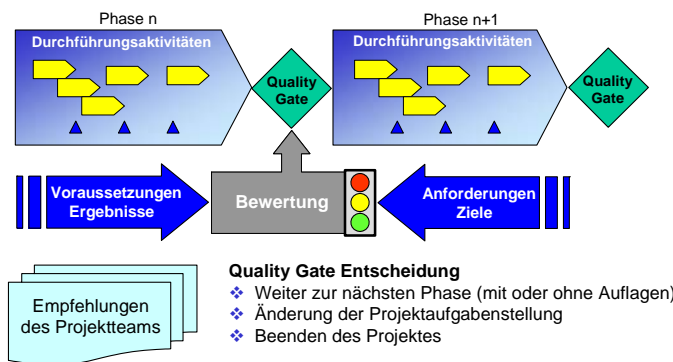 Phase n
Phase n+1
Durchführungsaktivitäten
Durchführungsaktivitäten
Quality
Gate
Quality
Gate
Voraussetzungen
Ergebnisse
Bewertung
Anforderungen
Ziele
Empfehlungen
des Projektteams
Quality Gate Entscheidung
Weiter zur nächsten Phase (mit oder ohne Auflagen)
Änderung der Projektaufgabenstellung
Beenden des Projektes